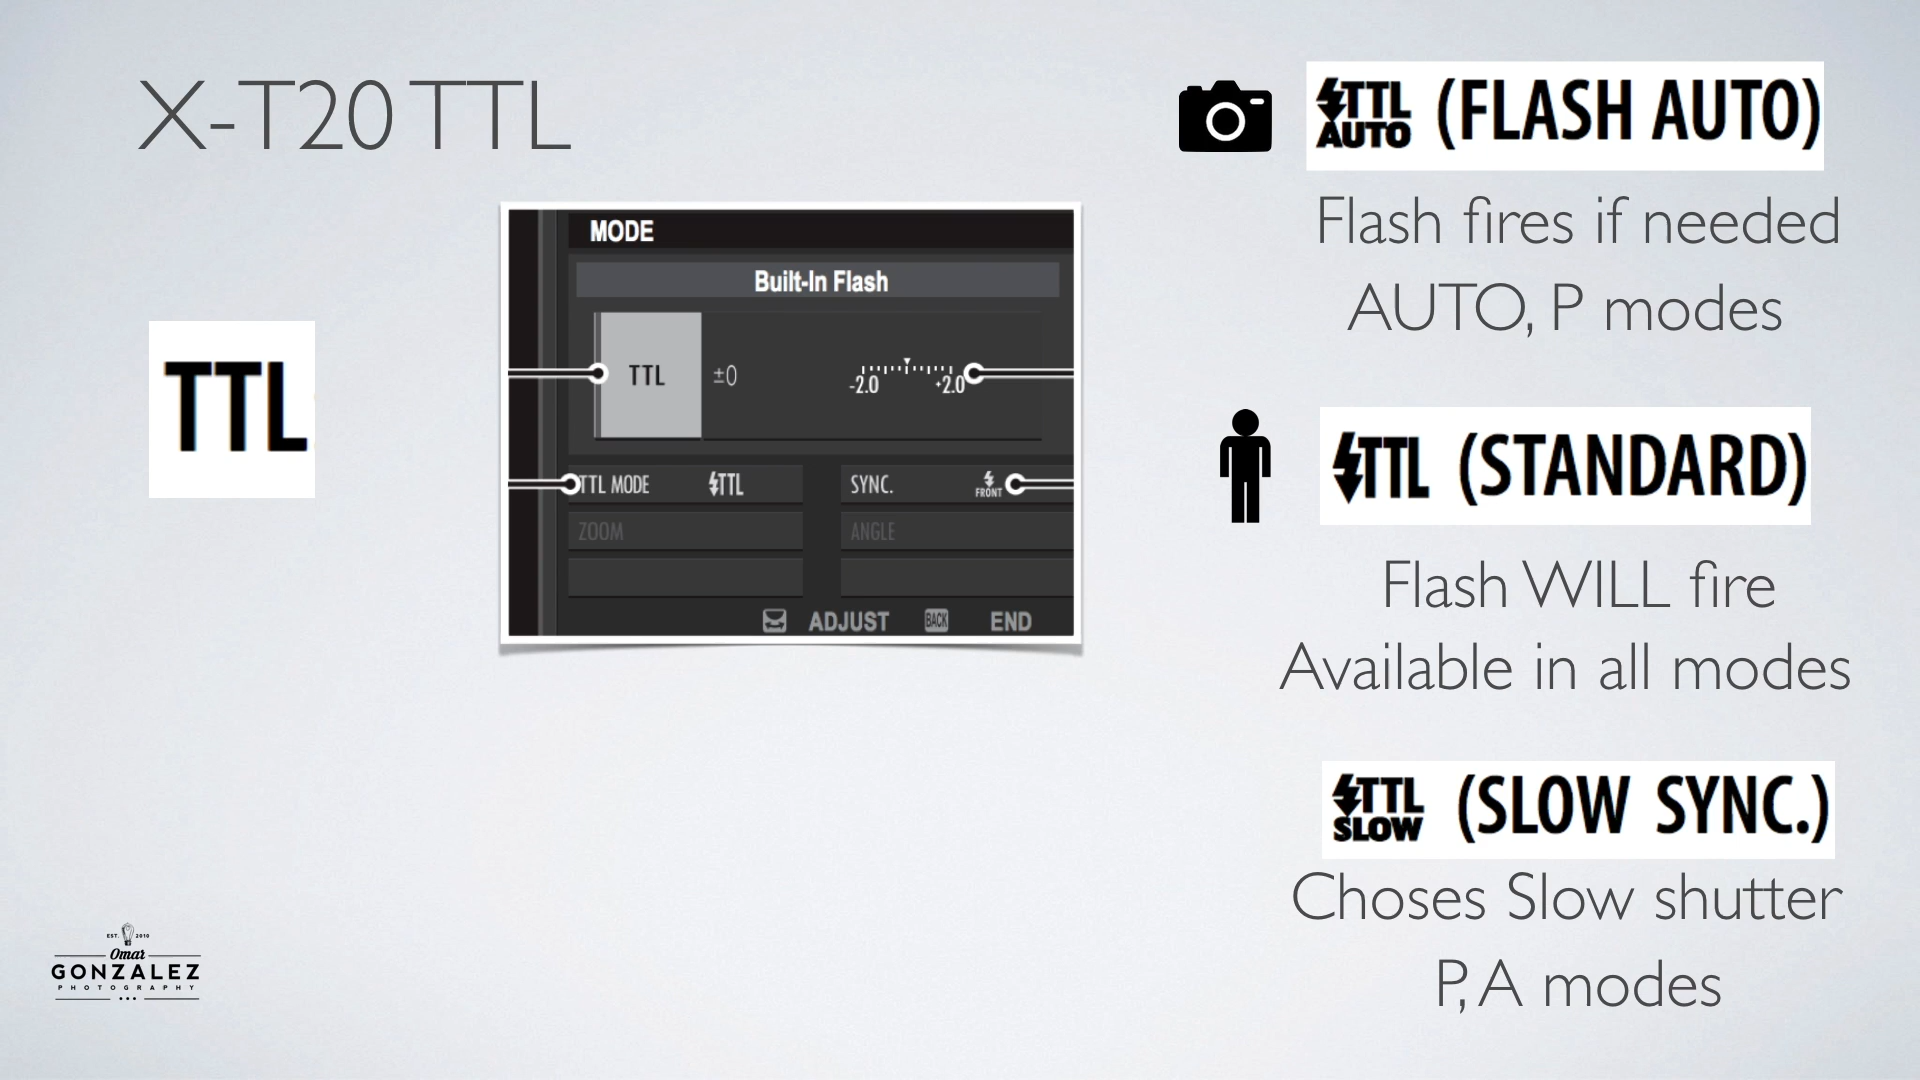 X-T20 TTL
TTL
MODE
Built-In Flash
TTL ±0 -2.0 +2.0
TTL MODE TTL SYNC. FRONT
ZOOM ANGLE
ADJUST BACK END
TTL AUTO (FLASH AUTO)
Flash fires if needed
AUTO, P modes
TTL (STANDARD)
Flash WILL fire
Available in all modes
TTL SLOW (SLOW SYNC.)
Choses Slow shutter
P, A modes
EST. 2010
Omar
GONZALEZ
PHOTOGRAPHY